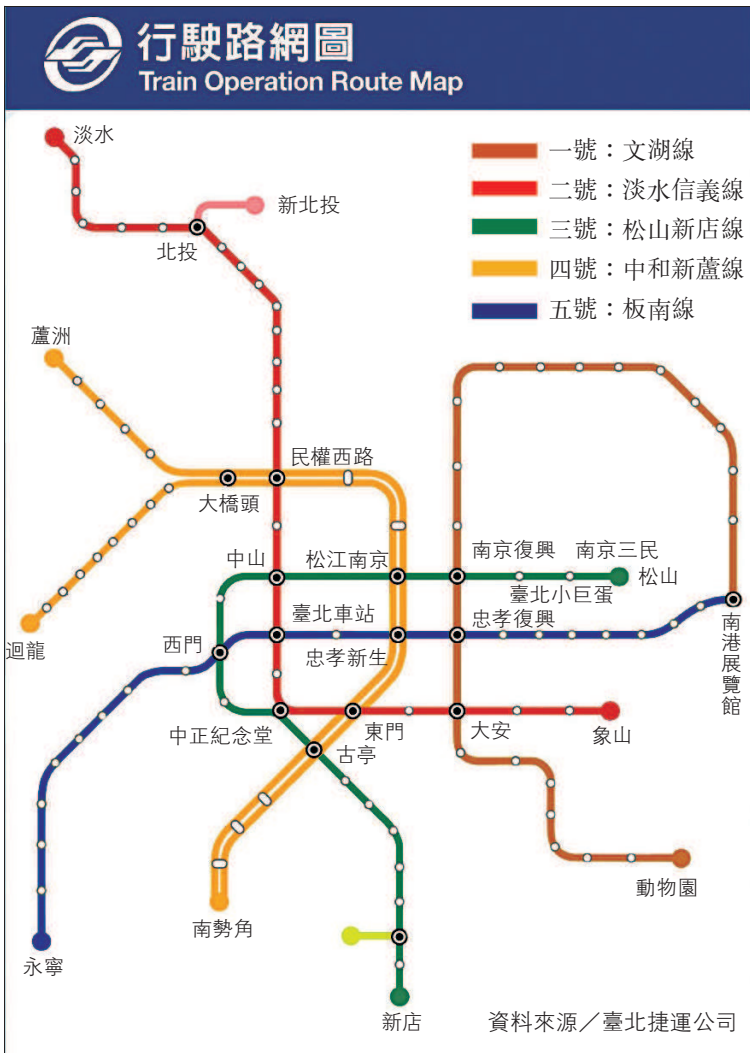 行駛路網圖
Train Operation Route Map
淡水
新北投
北投
一號：文湖線
二號：淡水信義線
三號：松山新店線
四號：中和新蘆線
五號：板南線
蘆洲
民權西路
大橋頭
中山
松江南京
南京復興
南京三民
臺北小巨蛋
松山
迴龍
西門
臺北車站
忠孝新生
忠孝復興
南港展覽館
中正紀念堂
東門
大安
象山
古亭
動物園
南勢角
永寧
新店
資料來源／臺北捷運公司